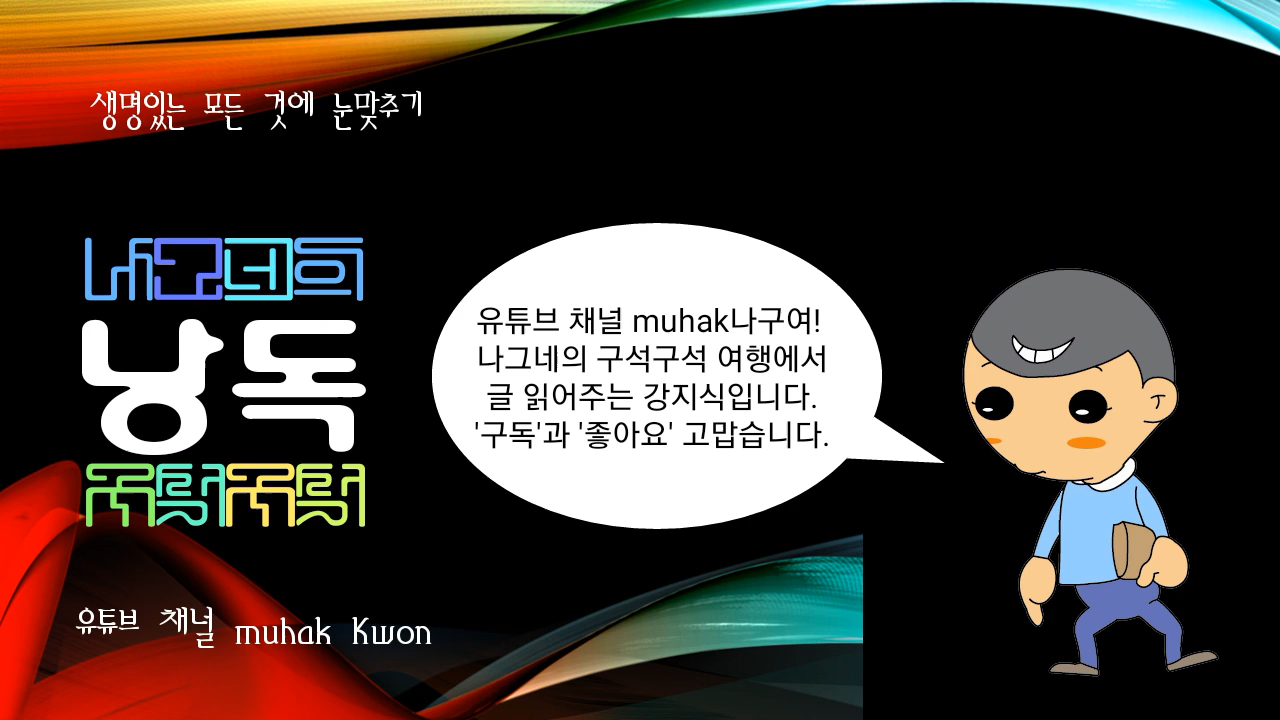 생명있는 모든 것에 눈맞추기
나그네의
낭독
구석구석
유튜브 채널 muhak나구여!
나그네의 구석구석 여행에서
글 읽어주는 강지식입니다.
'구독'과 '좋아요' 고맙습니다.
유튜브 채널 muhak Kwon